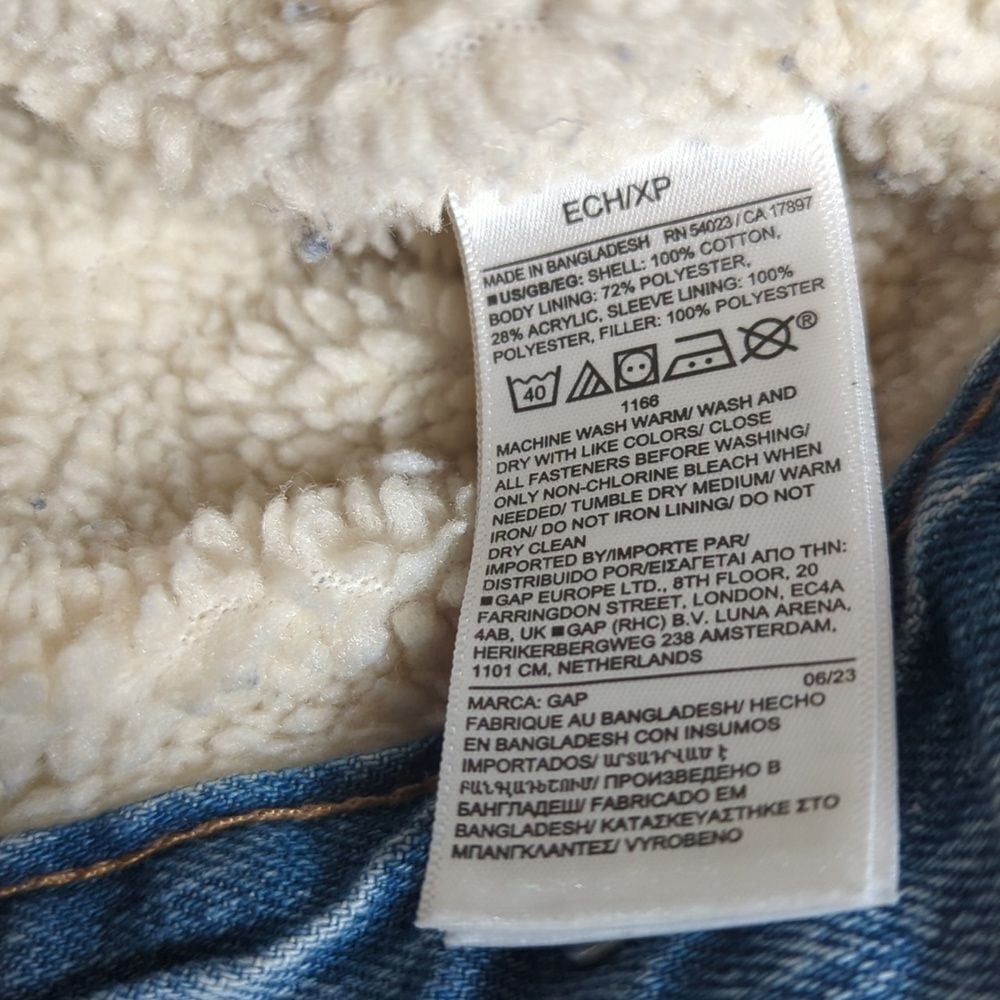 ECH/XP
MADE IN BANGLADESH RN 54023 / CA 17897
■US/GB/EG: SHELL: 100% COTTON,
BODY LINING: 72% POLYESTER,
28% ACRYLIC, SLEEVE LINING: 100%
POLYESTER, FILLER: 100% POLYESTER
40 ®
1166
MACHINE WASH WARM/ WASH AND
DRY WITH LIKE COLORS/ CLOSE
ALL FASTENERS BEFORE WASHING/
ONLY NON-CHLORINE BLEACH WHEN
NEEDED/ TUMBLE DRY MEDIUM/ WARM
IRON/ DO NOT IRON LINING/ DO NOT
DRY CLEAN
IMPORTED BY/IMPORTE PAR/
DISTRIBUIDO POR/ΕΙΣΑΓΕΤΑΙ ΑΠΟ ΤΗΝ:
■GAP EUROPE LTD., 8TH FLOOR, 20
FARRINGDON STREET, LONDON, EC4A
4AB, UK ■GAP (RHC) B.V. LUNA ARENA,
HERIKERBERGWEG 238 AMSTERDAM,
1101 CM, NETHERLANDS
06/23
MARCA: GAP
FABRIQUE AU BANGLADESH/ HECHO
EN BANGLADESH CON INSUMOS
IMPORTADOS/ ԱՐՏԱԴՐՎԱԾ Է
ԲԱՆԳԼԱԴԵՇՈՒՄ/ ПРОИЗВЕДЕНО В
БАНГЛАДЕШ/ FABRICADO EM
BANGLADESH/ ΚΑΤΑΣΚΕΥΑΣΤΗΚΕ ΣΤΟ
ΜΠΑΝΓΚΛΑΝΤΕΣ/ VYROBENO